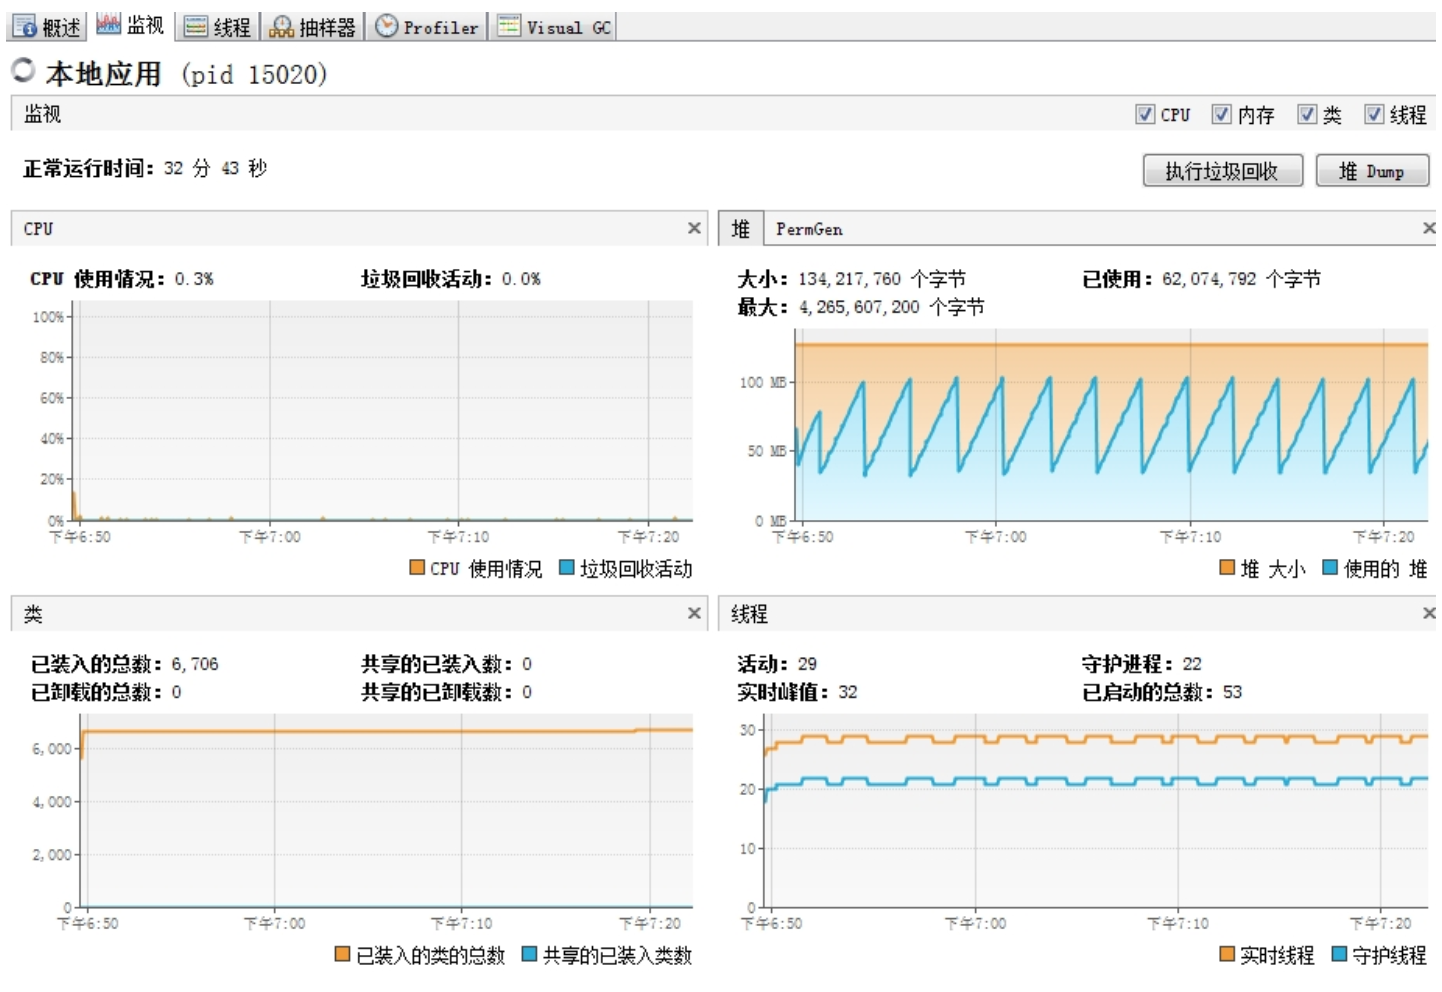 概述 监视 线程 抽样器 Profiler Visual GC
本地应用 (pid 15020)
监视 CPU 内存 类 线程
正常运行时间: 32 分 43 秒 执行垃圾回收 堆 Dump
CPU
CPU 使用情况: 0.3% 垃圾回收活动: 0.0%
100%
80%
60%
40%
20%
0%
下午6:50 下午7:00 下午7:10 下午7:20
CPU 使用情况 垃圾回收活动
堆 PermGen
大小: 134,217,760 个字节 已使用: 62,074,792 个字节
最大: 4,265,607,200 个字节
100 MB
50 MB
0 MB
下午6:50 下午7:00 下午7:10 下午7:20
堆 大小 使用的 堆
类
已装入的总数: 6,706 共享的已装入数: 0
已卸载的总数: 0 共享的已卸载数: 0
6,000
4,000
2,000
0
下午6:50 下午7:00 下午7:10 下午7:20
已装入的类的总数 共享的已装入类数
线程
活动: 29 守护进程: 22
实时峰值: 32 已启动的总数: 53
30
20
10
0
下午6:50 下午7:00 下午7:10 下午7:20
实时线程 守护线程